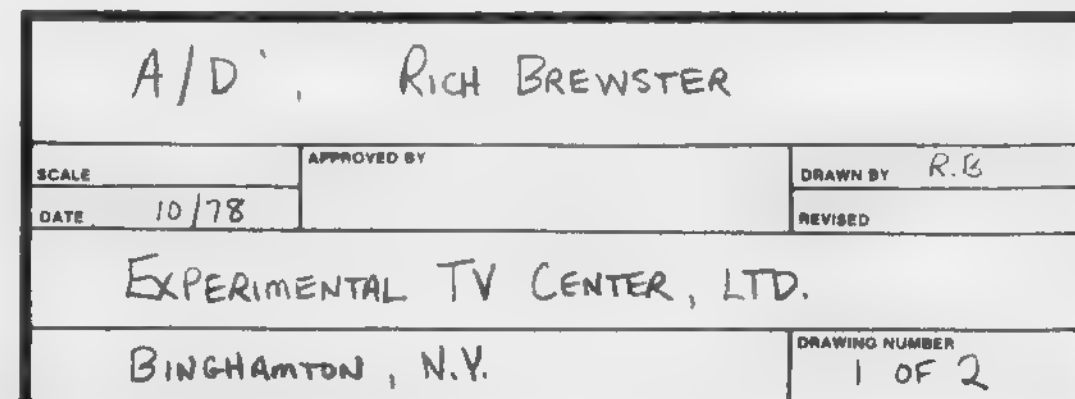 A/D, RICH BREWSTER
SCALE
APPROVED BY
DRAWN BY R.B
DATE 10/78
REVISED
EXPERIMENTAL TV CENTER, LTD.
BINGHAMTON, N.Y.
DRAWING NUMBER
1 OF 2